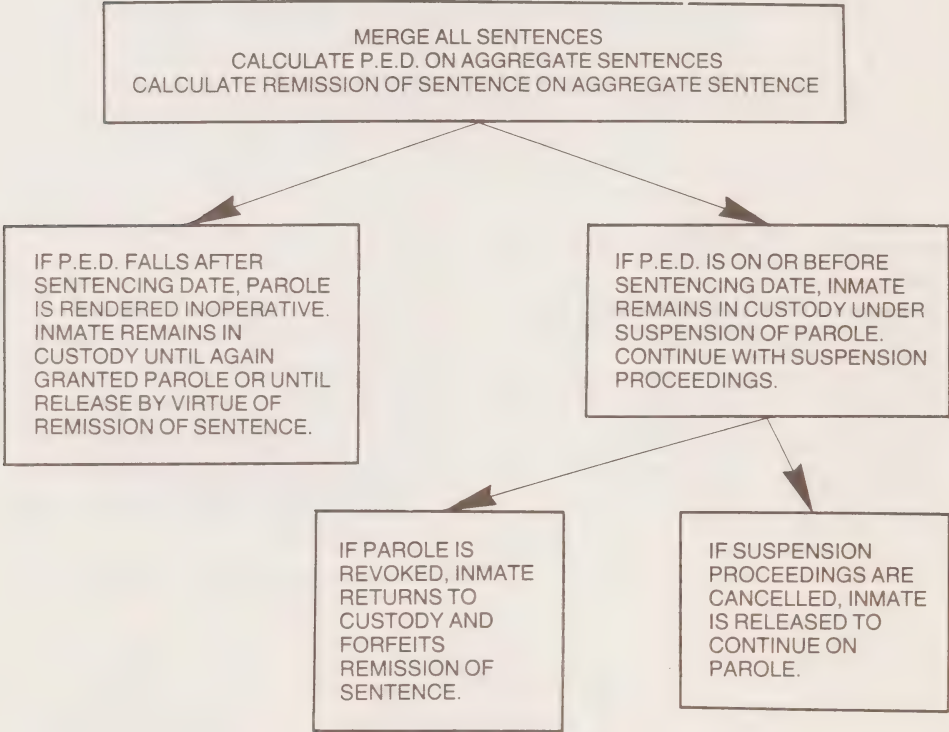 MERGE ALL SENTENCES
CALCULATE P.E.D. ON AGGREGATE SENTENCES
CALCULATE REMISSION OF SENTENCE ON AGGREGATE SENTENCE
IF P.E.D. FALLS AFTER
SENTENCING DATE, PAROLE
IS RENDERED INOPERATIVE.
INMATE REMAINS IN
CUSTODY UNTIL AGAIN
GRANTED PAROLE OR UNTIL
RELEASE BY VIRTUE OF
REMISSION OF SENTENCE.
IF P.E.D. IS ON OR BEFORE
SENTENCING DATE, INMATE
REMAINS IN CUSTODY UNDER
SUSPENSION OF PAROLE.
CONTINUE WITH SUSPENSION
PROCEEDINGS.
IF PAROLE IS
REVOKED, INMATE
RETURNS TO
CUSTODY AND
FORFEITS
REMISSION OF
SENTENCE.
IF SUSPENSION
PROCEEDINGS ARE
CANCELLED, INMATE
IS RELEASED TO
CONTINUE ON
PAROLE.